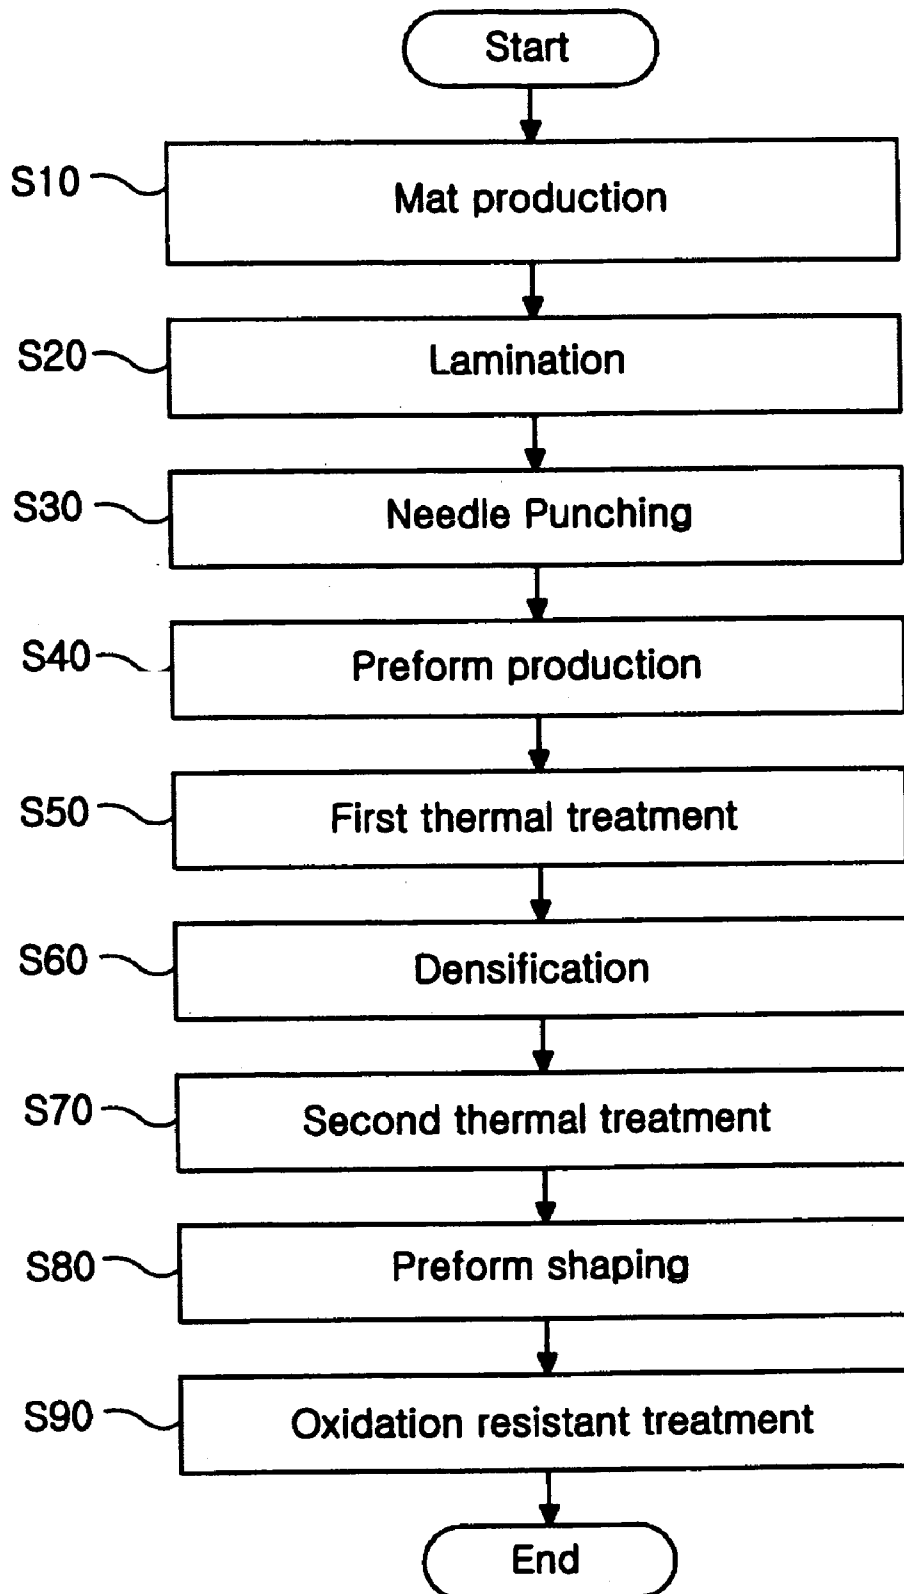 Start
S10 Mat production
S20 Lamination
S30 Needle Punching
S40 Preform production
S50 First thermal treatment
S60 Densification
S70 Second thermal treatment
S80 Preform shaping
S90 Oxidation resistant treatment
End